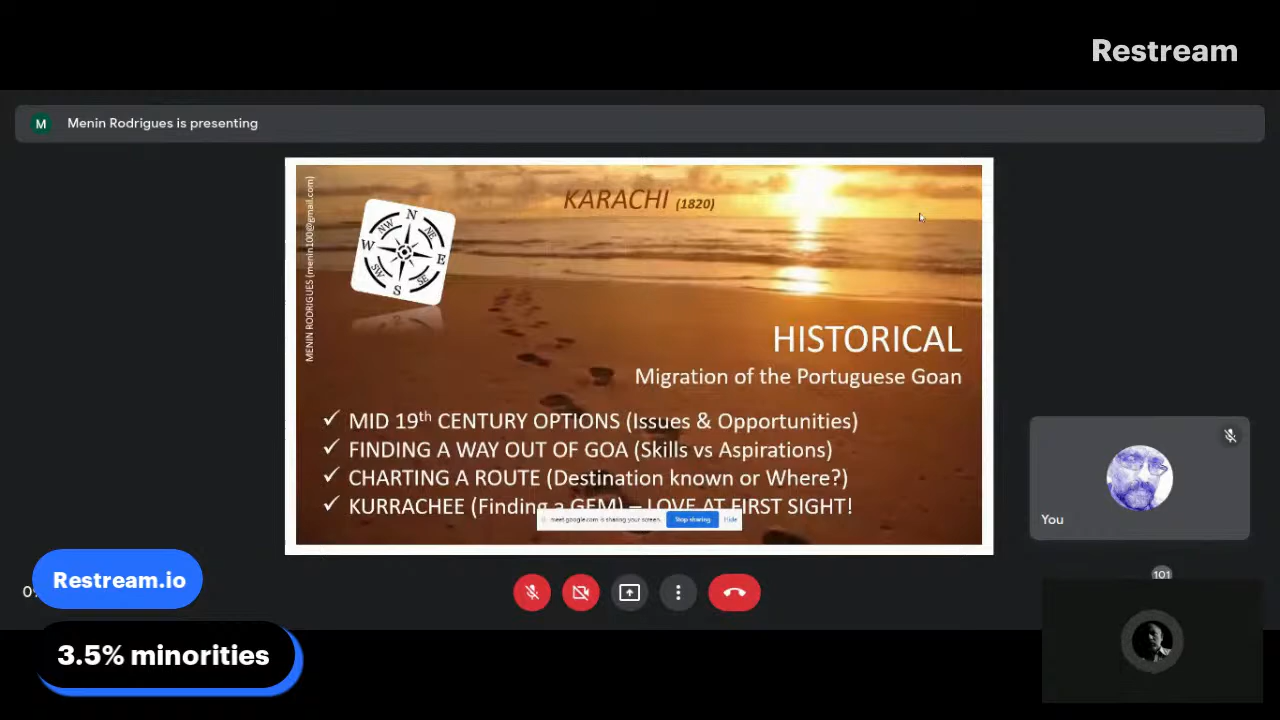 Restream
M
Menin Rodrigues is presenting
MENIN RODRIGUES (menin100@gmail.com)
KARACHI (1820)
N
NE
E
SE
S
SW
W
NW
HISTORICAL
Migration of the Portuguese Goan
✓ MID 19th CENTURY OPTIONS (Issues & Opportunities)
✓ FINDING A WAY OUT OF GOA (Skills vs Aspirations)
✓ CHARTING A ROUTE (Destination known or Where?)
✓ KURRACHEE (Finding a GEM) – LOVE AT FIRST SIGHT!
meet.google.com is sharing your screen. Stop sharing Hide
You
101
Restream.io
3.5% minorities